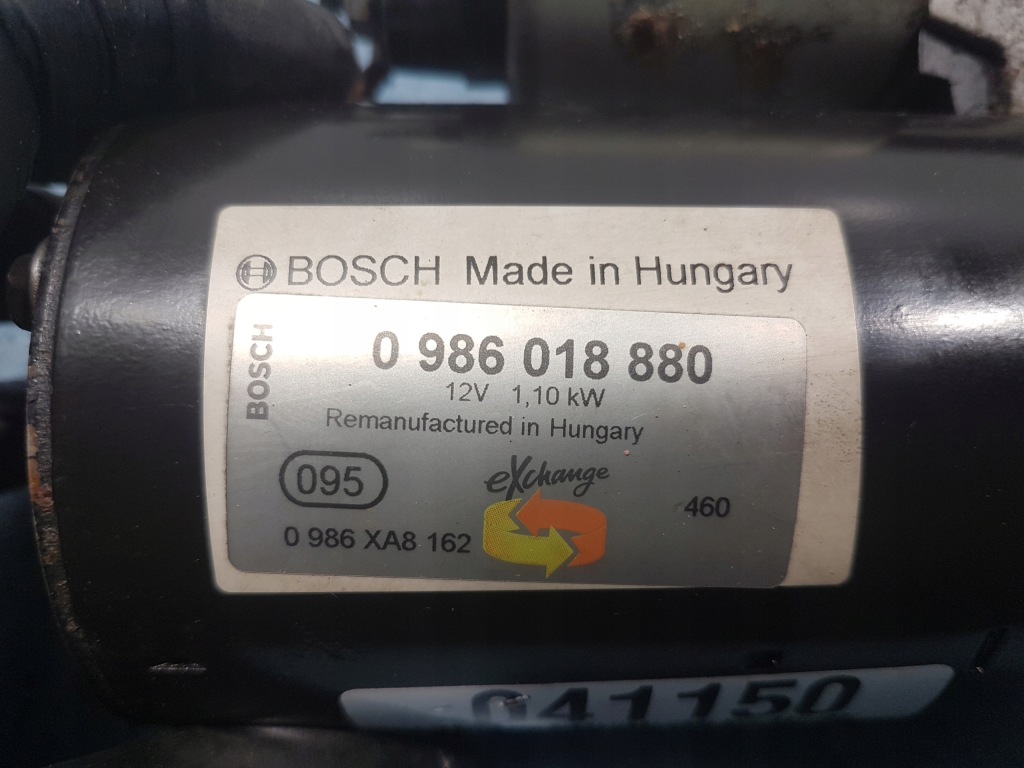 BOSCH Made in Hungary
BOSCH
0 986 018 880
12V 1,10 kW
Remanufactured in Hungary
095
eXchange
460
0 986 XA8 162
041150